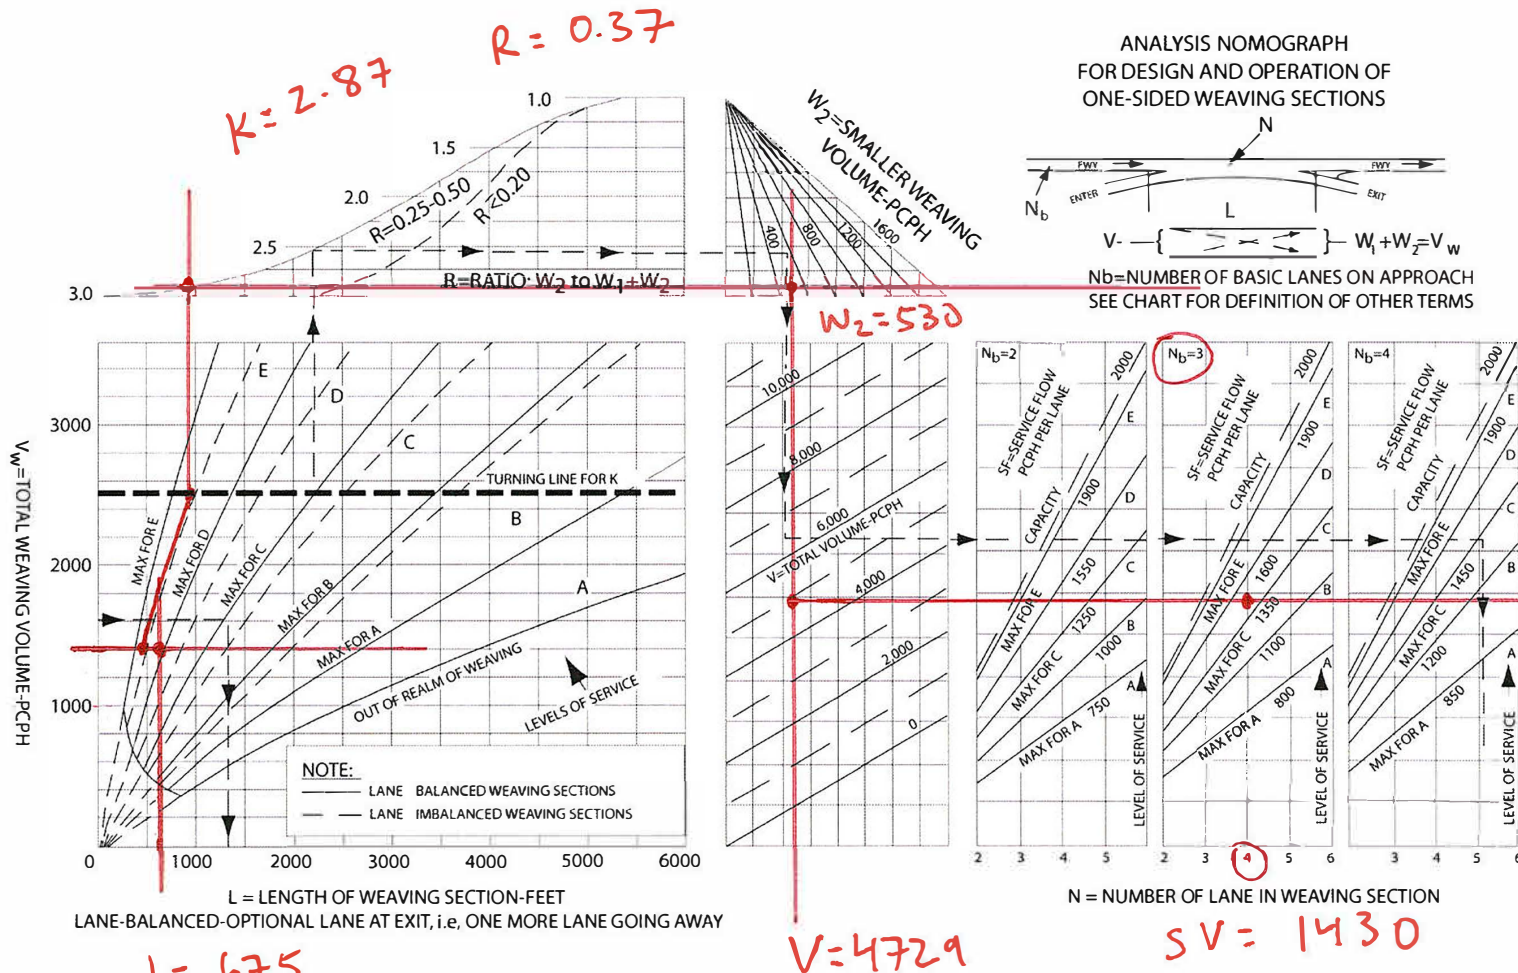 K= 2.87
R= 0.37
ANALYSIS NOMOGRAPH
FOR DESIGN AND OPERATION OF
ONE-SIDED WEAVING SECTIONS
N
FWY
FWY
ENTER
EXIT
Nb
L
V-
W1+W2=Vw
Nb=NUMBER OF BASIC LANES ON APPROACH
SEE CHART FOR DEFINITION OF OTHER TERMS
1.0
1.5
2.0
2.5
3.0
R=0.25-0.50
R<0.20
R=RATIO: W2 to W1+W2
W2=SMALLER WEAVING
VOLUME-PCPH
400
800
1200
1600
W2=530
Vw=TOTAL WEAVING VOLUME-PCPH
3000
2000
1000
E
D
C
B
A
TURNING LINE FOR K
MAX FOR E
MAX FOR D
MAX FOR C
MAX FOR B
MAX FOR A
OUT OF REALM OF WEAVING
LEVELS OF SERVICE
NOTE:
LANE BALANCED WEAVING SECTIONS
LANE IMBALANCED WEAVING SECTIONS
0 1000 2000 3000 4000 5000 6000
L = LENGTH OF WEAVING SECTION-FEET
LANE-BALANCED-OPTIONAL LANE AT EXIT, i.e, ONE MORE LANE GOING AWAY
10,000
8,000
6,000
V=TOTAL VOLUME-PCPH
4,000
2,000
0
Nb=2
SF=SERVICE FLOW
PCPH PER LANE
2000
E
CAPACITY
1900
D
MAX FOR E
1550
C
MAX FOR C
1250
B
1000
A
MAX FOR A 750
LEVEL OF SERVICE
2 3 4 5
Nb=3
SF=SERVICE FLOW
PCPH PER LANE
2000
E
1900
CAPACITY
D
MAX FOR E
1600
C
MAX FOR C
1350
B
1100
A
MAX FOR A
800
LEVEL OF SERVICE
2 3 4 5 6
Nb=4
SF=SERVICE FLOW
PCPH PER LANE
2000
E
1900
CAPACITY
D
MAX FOR E
C
1450
MAX FOR C
B
1200
A
MAX FOR A
850
LEVEL OF SERVICE
2 4 5 6
N = NUMBER OF LANE IN WEAVING SECTION
V=4729
SV= 1430